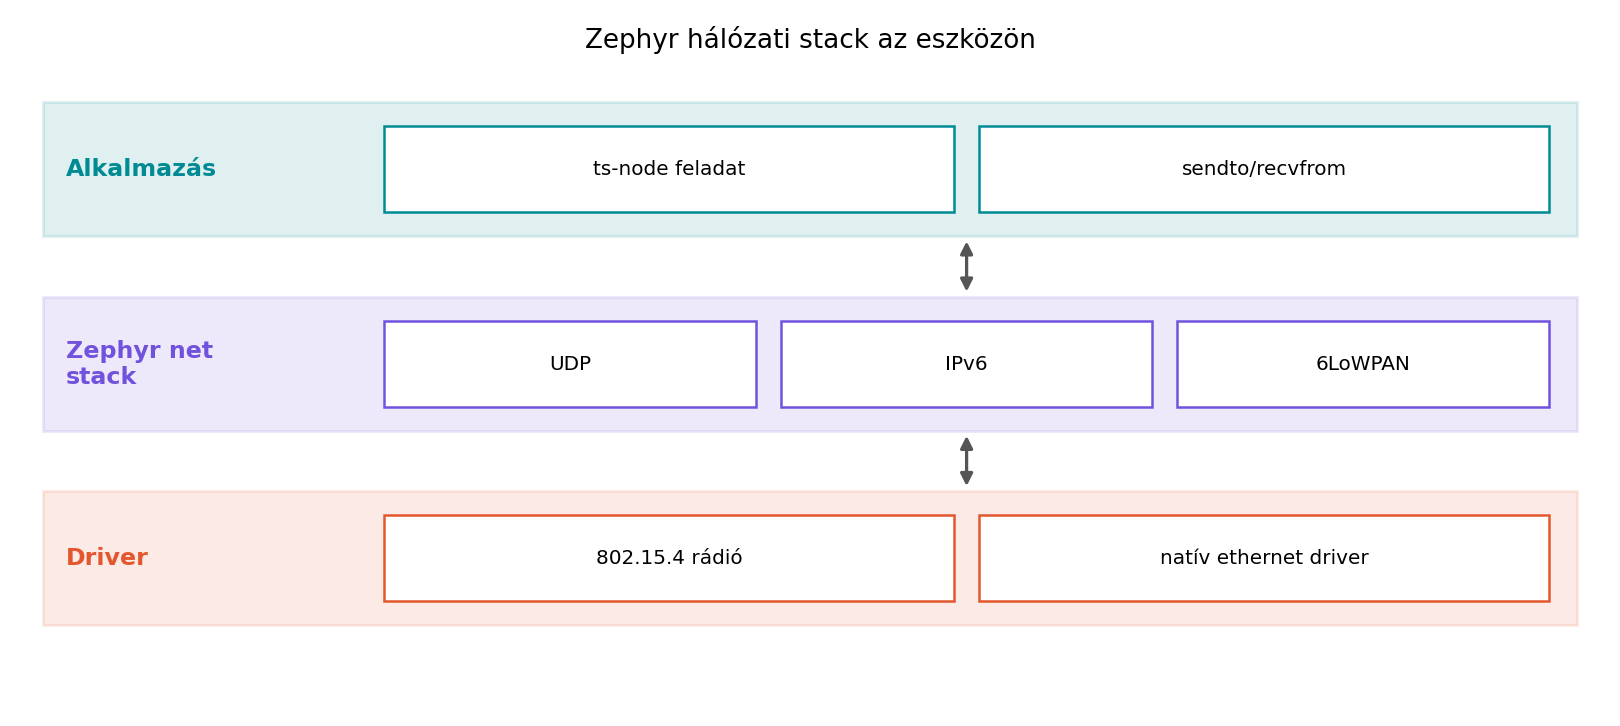 Zephyr hálózati stack az eszközön
Alkalmazás
ts-node feladat
sendto/recvfrom
Zephyr net
stack
UDP
IPv6
6LoWPAN
Driver
802.15.4 rádió
natív ethernet driver